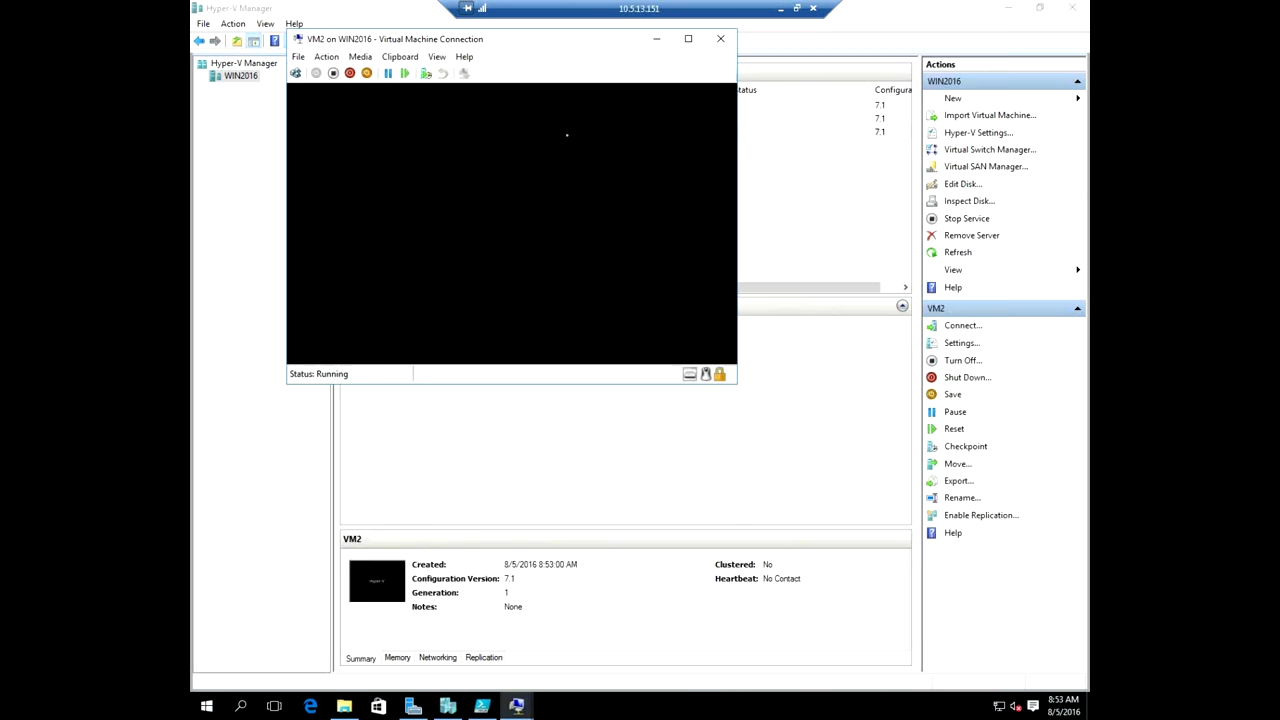 Hyper-V Manager
10.5.13.151
File Action View Help
Hyper-V Manager
WIN2016
VM2 on WIN2016 - Virtual Machine Connection
File Action Media Clipboard View Help
Status: Running
tatus Configura
7.1
7.1
7.1
VM2
Created: 8/5/2016 8:53:00 AM Clustered: No
Configuration Version: 7.1 Heartbeat: No Contact
Generation: 1
Notes: None
Hyper-V
Summary Memory Networking Replication
Actions
WIN2016
New
Import Virtual Machine...
Hyper-V Settings...
Virtual Switch Manager...
Virtual SAN Manager...
Edit Disk...
Inspect Disk...
Stop Service
Remove Server
Refresh
View
Help
VM2
Connect...
Settings...
Turn Off...
Shut Down...
Save
Pause
Reset
Checkpoint
Move...
Export...
Rename...
Enable Replication...
Help
8:53 AM
8/5/2016